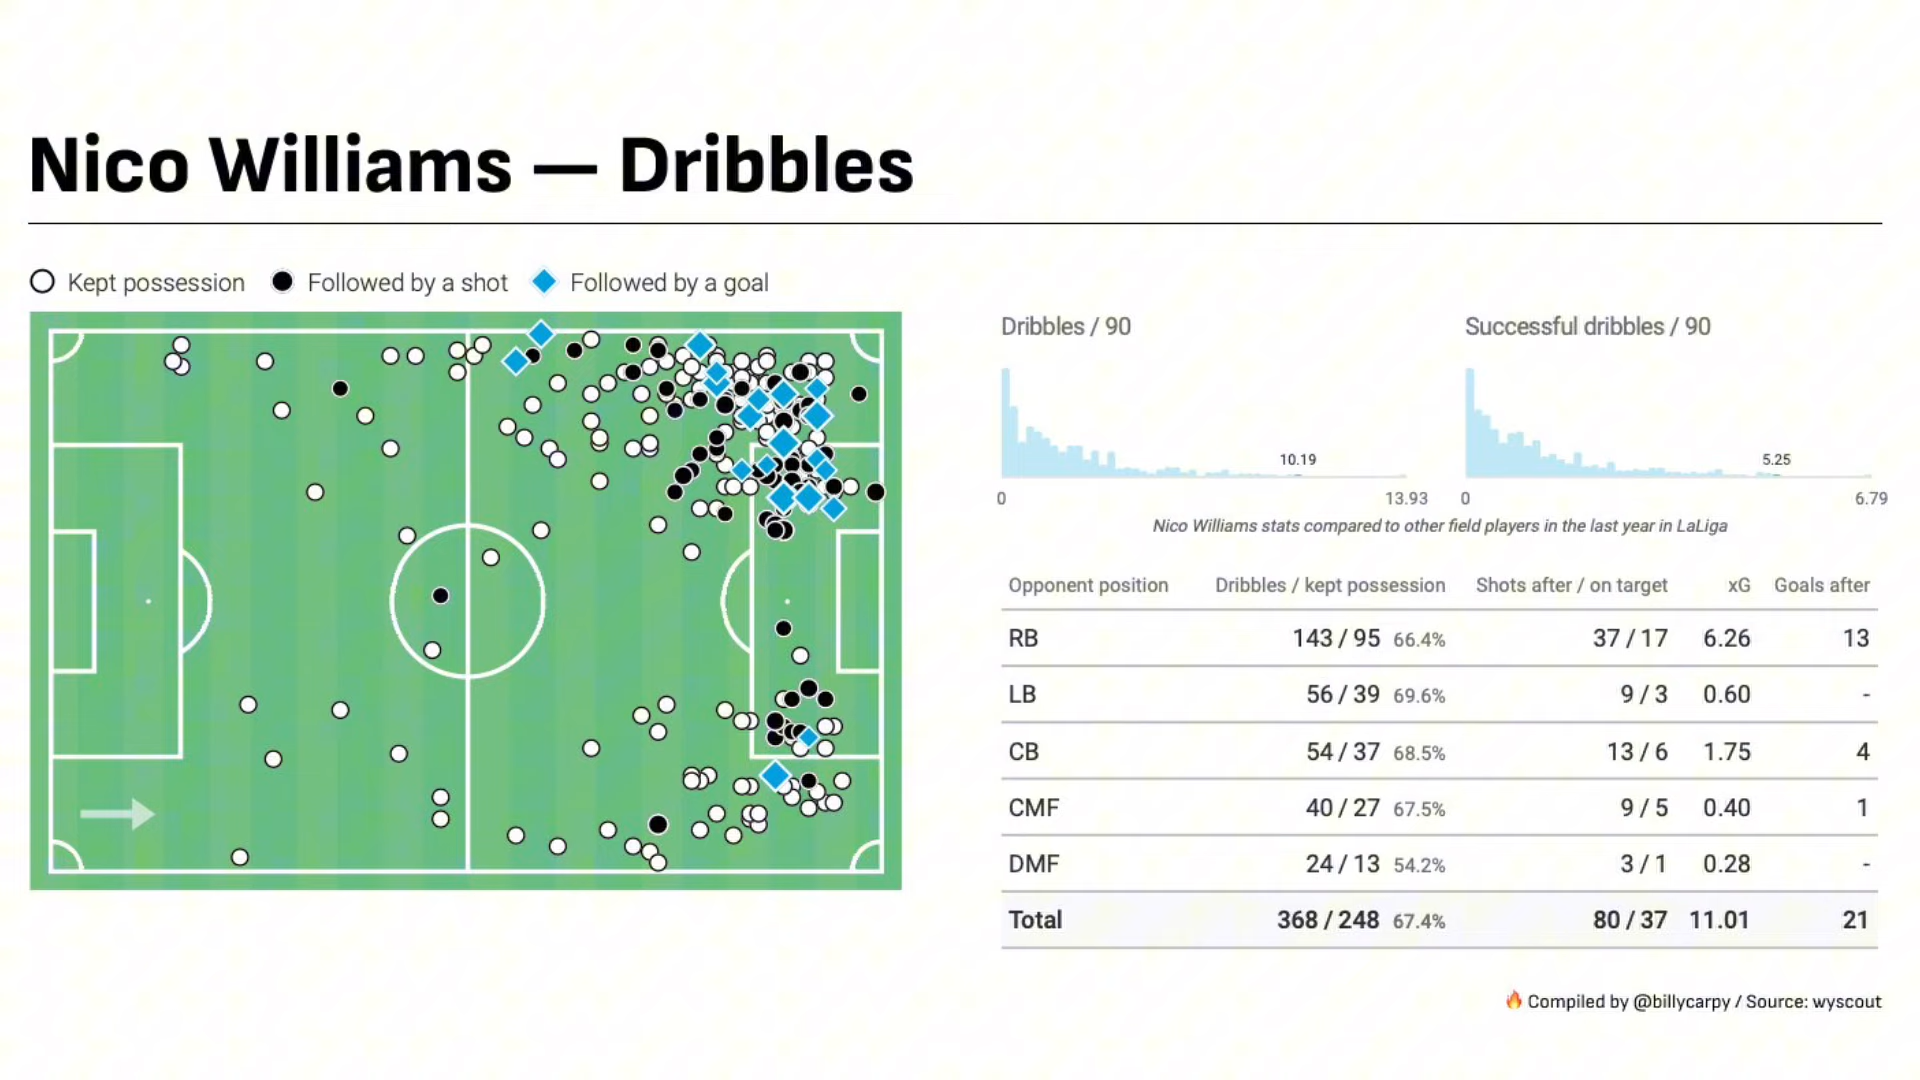 Nico Williams — Dribbles
Kept possession Followed by a shot Followed by a goal
Dribbles / 90
10.19
0 13.93
Successful dribbles / 90
5.25
0 6.79
Nico Williams stats compared to other field players in the last year in LaLiga
Opponent position Dribbles / kept possession Shots after / on target xG Goals after
RB 143 / 95 66.4% 37 / 17 6.26 13
LB 56 / 39 69.6% 9 / 3 0.60 -
CB 54 / 37 68.5% 13 / 6 1.75 4
CMF 40 / 27 67.5% 9 / 5 0.40 1
DMF 24 / 13 54.2% 3 / 1 0.28 -
Total 368 / 248 67.4% 80 / 37 11.01 21
🔥 Compiled by @billycarpy / Source: wyscout